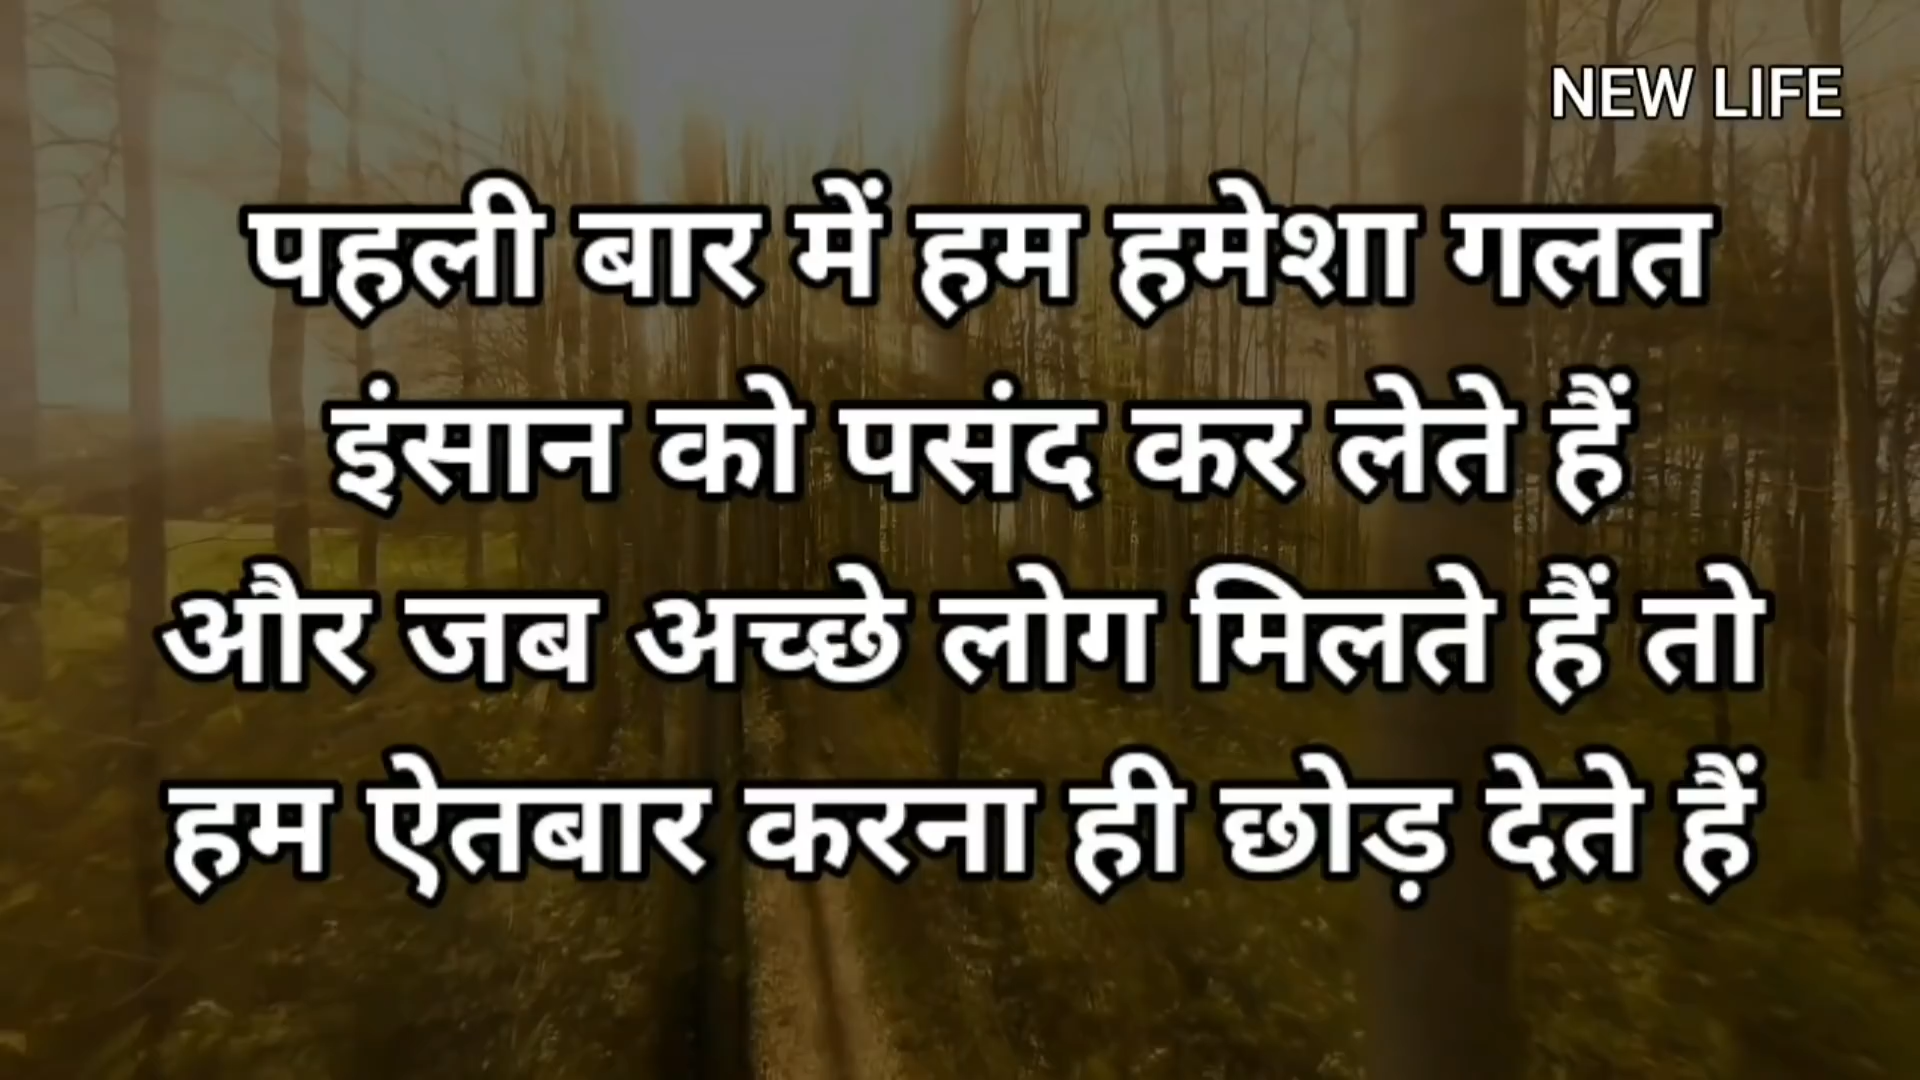 NEW LIFE
पहली बार में हम हमेशा गलत
इंसान को पसंद कर लेते हैं
और जब अच्छे लोग मिलते हैं तो
हम ऐतबार करना ही छोड़ देते हैं